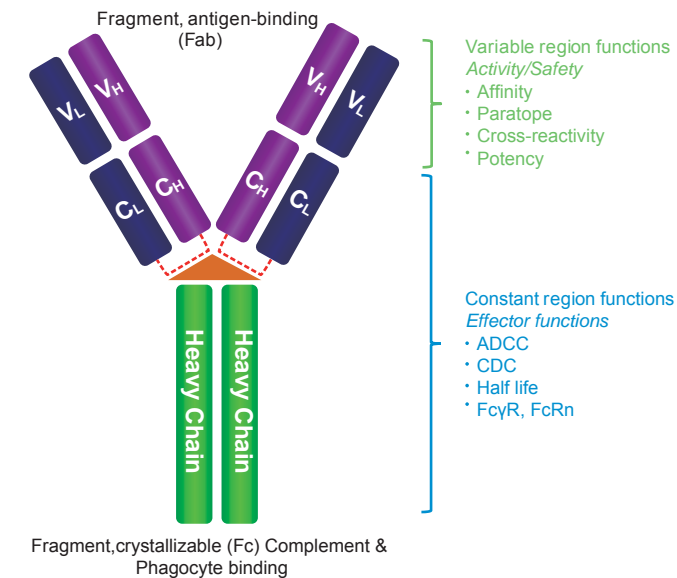 Fragment, antigen-binding
(Fab)
VL
VH
VH
VL
CL
CH
CH
CL
Heavy Chain
Heavy Chain
Fragment,crystallizable (Fc) Complement &
Phagocyte binding
Variable region functions
Activity/Safety
• Affinity
• Paratope
• Cross-reactivity
• Potency
Constant region functions
Effector functions
• ADCC
• CDC
• Half life
• FcγR, FcRn